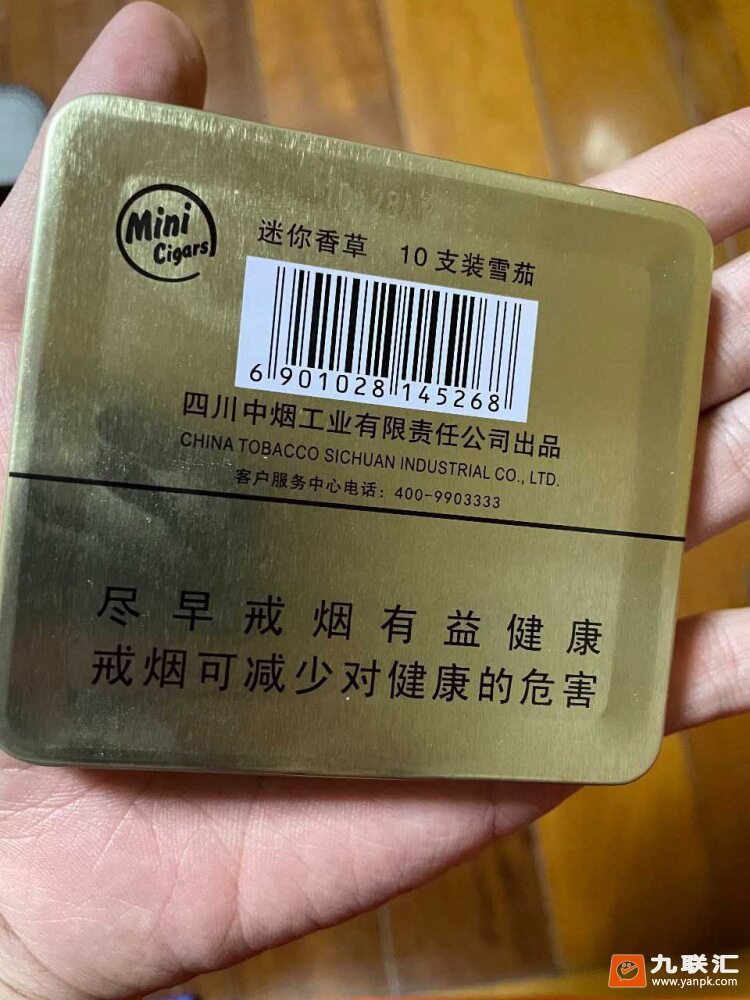 Mini
Cigars
迷你香草 10支装雪茄
6 901028 145268
四川中烟工业有限责任公司出品
CHINA TOBACCO SICHUAN INDUSTRIAL CO., LTD.
客户服务中心电话：400-9903333
尽早戒烟有益健康
戒烟可减少对健康的危害
九联汇
www.yanpk.com